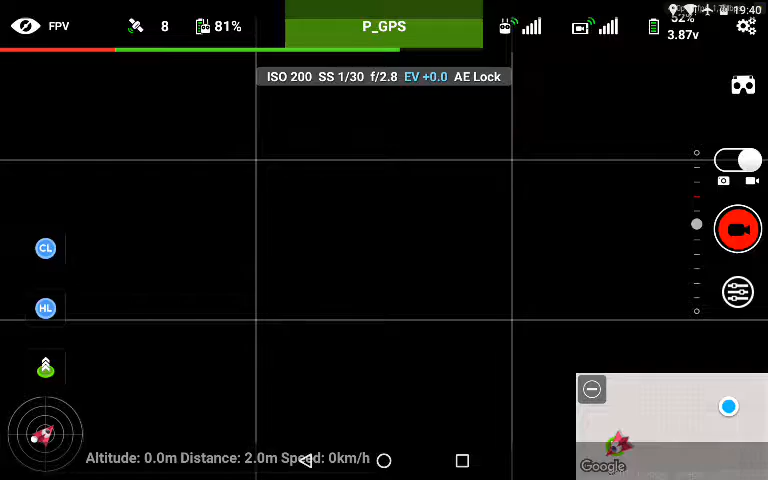 FPV 8 81% P_GPS 52% 19:40
3.87v
ISO 200 SS 1/30 f/2.8 EV +0.0 AE Lock
CL
HL
Altitude: 0.0m Distance: 2.0m Speed: 0km/h
Google